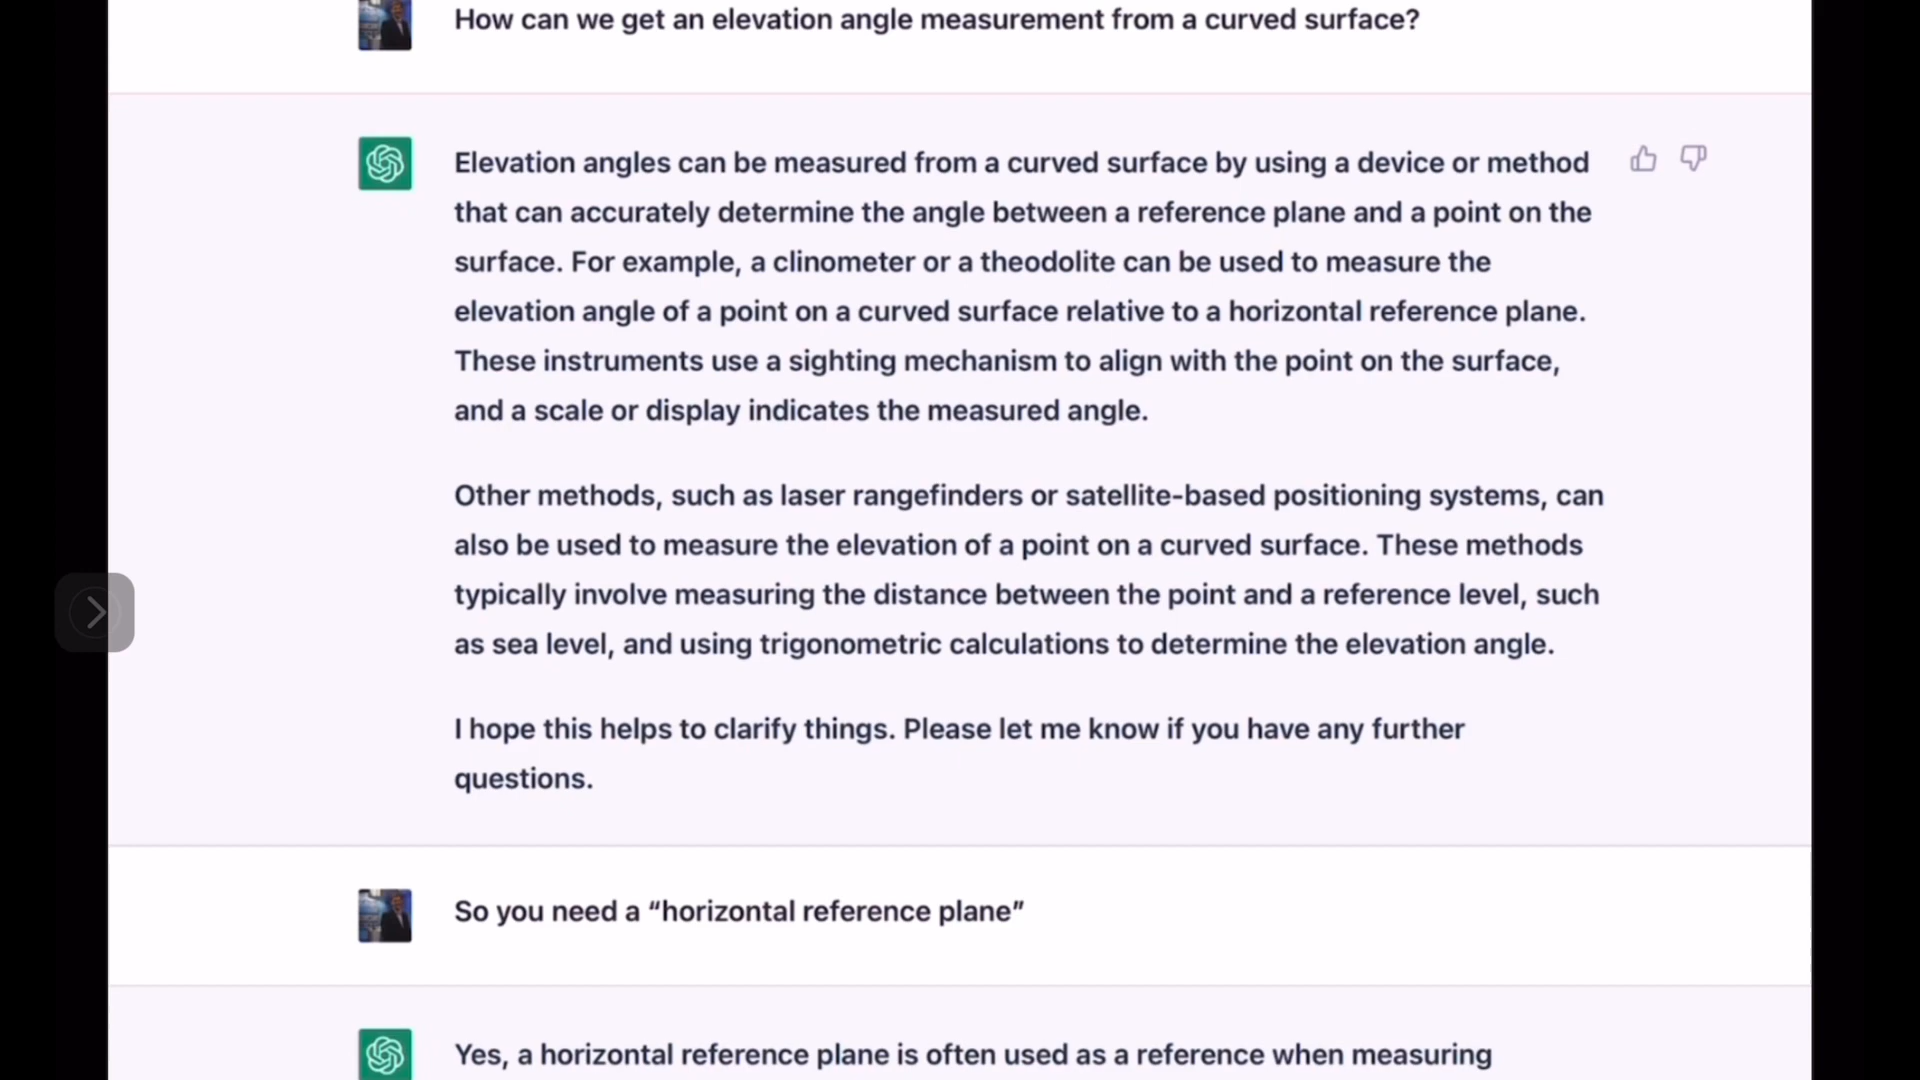 How can we get an elevation angle measurement from a curved surface?
Elevation angles can be measured from a curved surface by using a device or method
that can accurately determine the angle between a reference plane and a point on the
surface. For example, a clinometer or a theodolite can be used to measure the
elevation angle of a point on a curved surface relative to a horizontal reference plane.
These instruments use a sighting mechanism to align with the point on the surface,
and a scale or display indicates the measured angle.
Other methods, such as laser rangefinders or satellite-based positioning systems, can
also be used to measure the elevation of a point on a curved surface. These methods
typically involve measuring the distance between the point and a reference level, such
as sea level, and using trigonometric calculations to determine the elevation angle.
I hope this helps to clarify things. Please let me know if you have any further
questions.
So you need a “horizontal reference plane”
Yes, a horizontal reference plane is often used as a reference when measuring